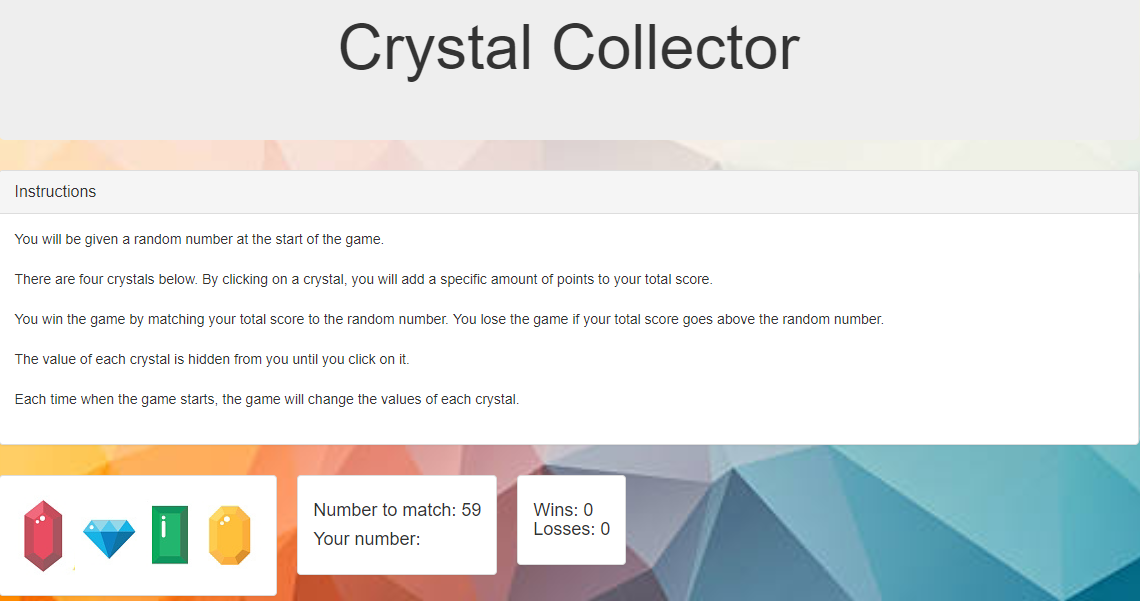 Crystal Collector
Instructions
You will be given a random number at the start of the game.
There are four crystals below. By clicking on a crystal, you will add a specific amount of points to your total score.
You win the game by matching your total score to the random number. You lose the game if your total score goes above the random number.
The value of each crystal is hidden from you until you click on it.
Each time when the game starts, the game will change the values of each crystal.
Number to match: 59
Your number:
Wins: 0
Losses: 0